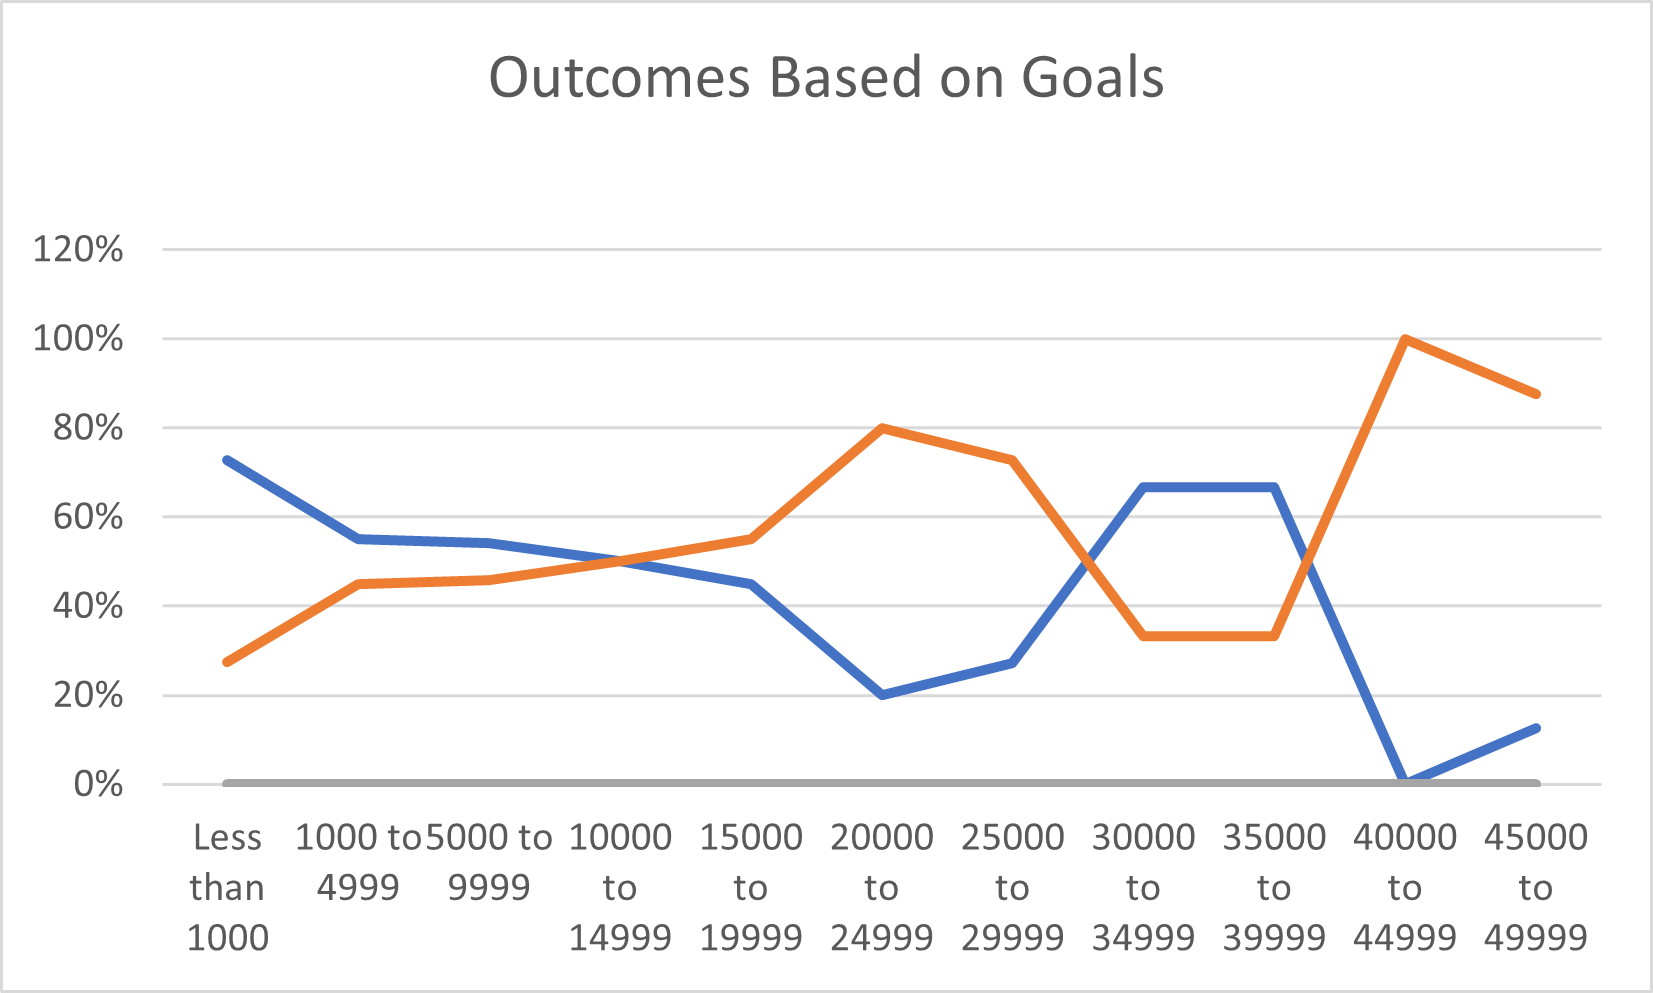 Outcomes Based on Goals
120%
100%
80%
60%
40%
20%
0%
Less than 1000
1000 to 4999
5000 to 9999
10000 to 14999
15000 to 19999
20000 to 24999
25000 to 29999
30000 to 34999
35000 to 39999
40000 to 44999
45000 to 49999